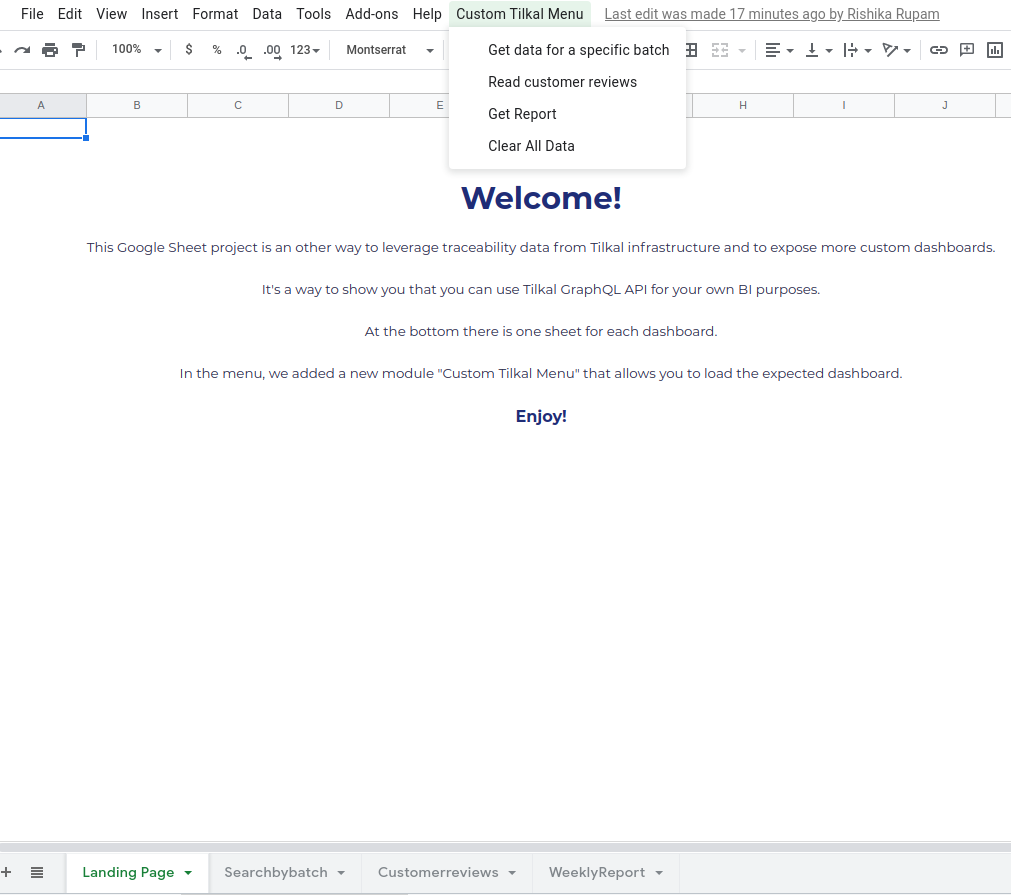 File Edit View Insert Format Data Tools Add-ons Help Custom Tilkal Menu Last edit was made 17 minutes ago by Rishika Rupam
100% $ % .0 .00 123 Montserrat
Get data for a specific batch
Read customer reviews
Get Report
Clear All Data
A B C D E H I J
Welcome!
This Google Sheet project is an other way to leverage traceability data from Tilkal infrastructure and to expose more custom dashboards.
It's a way to show you that you can use Tilkal GraphQL API for your own BI purposes.
At the bottom there is one sheet for each dashboard.
In the menu, we added a new module "Custom Tilkal Menu" that allows you to load the expected dashboard.
Enjoy!
Landing Page Searchbybatch Customerreviews WeeklyReport